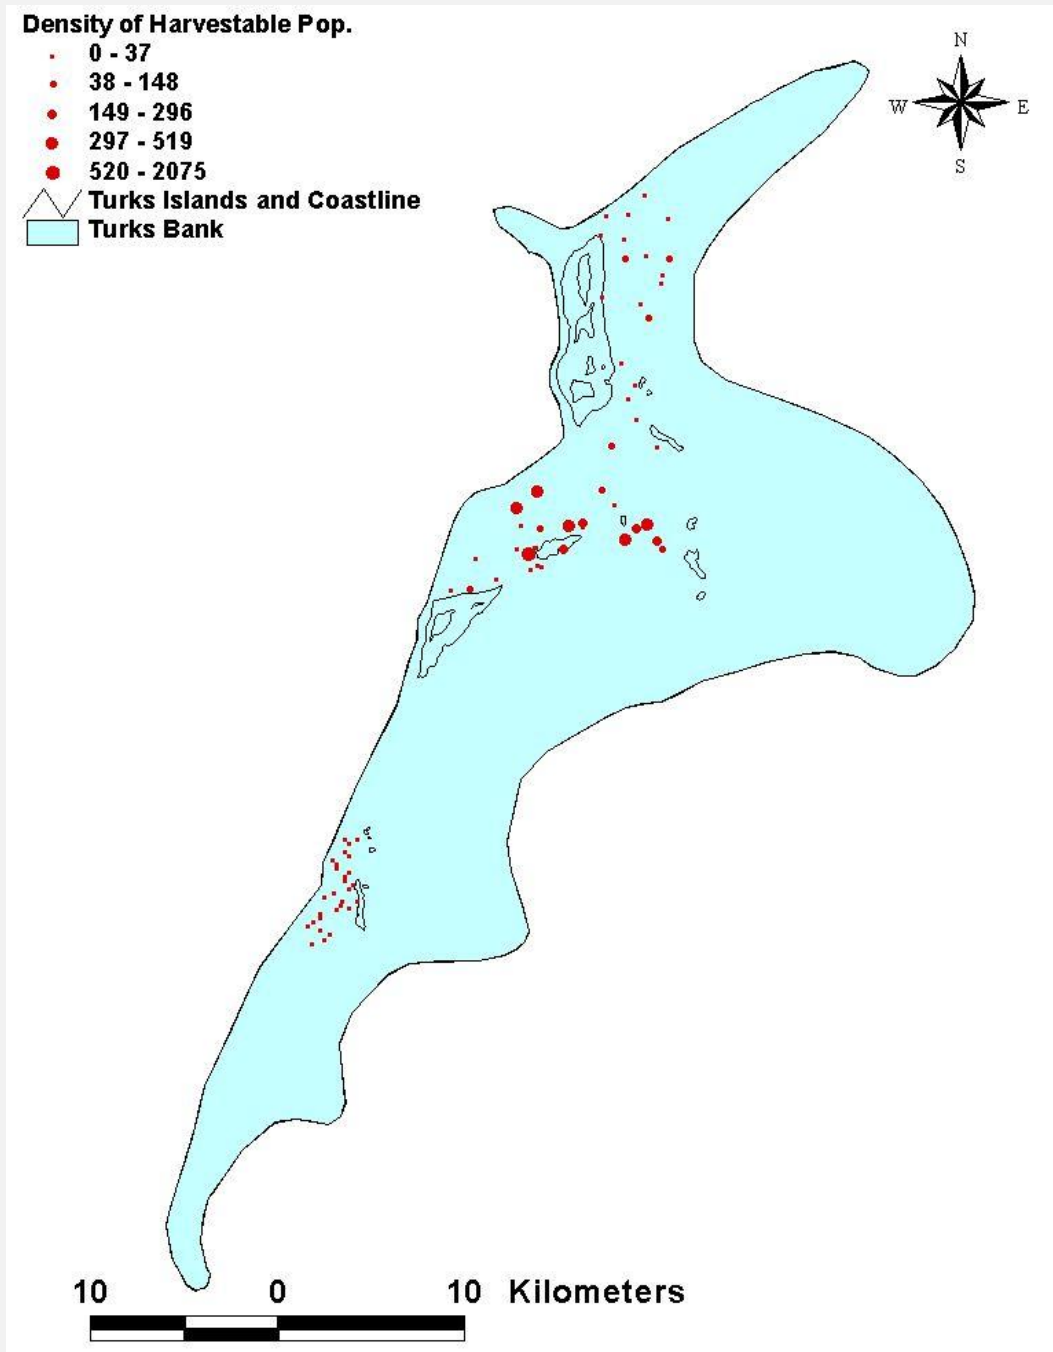 Density of Harvestable Pop.
0 - 37
38 - 148
149 - 296
297 - 519
520 - 2075
Turks Islands and Coastline
Turks Bank
N
W E
S
10 0 10 Kilometers